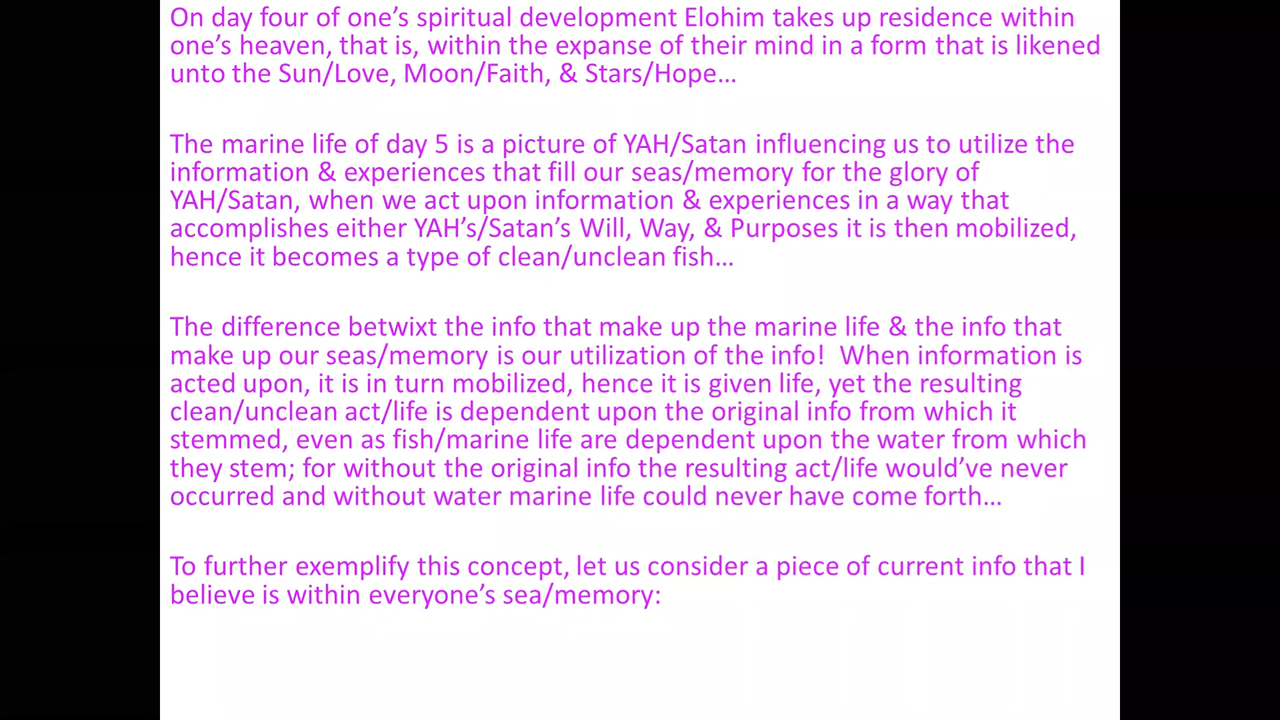 On day four of one’s spiritual development Elohim takes up residence within
one’s heaven, that is, within the expanse of their mind in a form that is likened
unto the Sun/Love, Moon/Faith, & Stars/Hope…
The marine life of day 5 is a picture of YAH/Satan influencing us to utilize the
information & experiences that fill our seas/memory for the glory of
YAH/Satan, when we act upon information & experiences in a way that
accomplishes either YAH’s/Satan’s Will, Way, & Purposes it is then mobilized,
hence it becomes a type of clean/unclean fish…
The difference betwixt the info that make up the marine life & the info that
make up our seas/memory is our utilization of the info!  When information is
acted upon, it is in turn mobilized, hence it is given life, yet the resulting
clean/unclean act/life is dependent upon the original info from which it
stemmed, even as fish/marine life are dependent upon the water from which
they stem; for without the original info the resulting act/life would’ve never
occurred and without water marine life could never have come forth…
To further exemplify this concept, let us consider a piece of current info that I
believe is within everyone’s sea/memory: